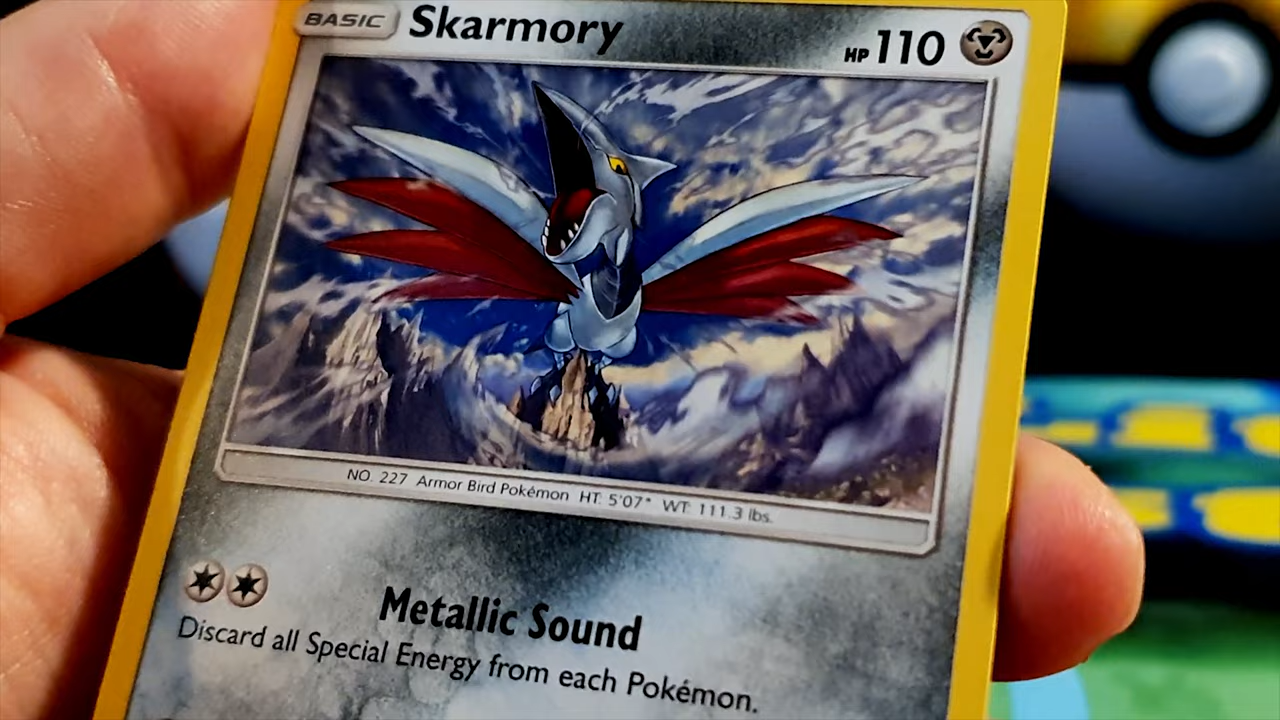 BASIC Skarmory HP 110
NO. 227 Armor Bird Pokémon HT: 5'07" WT: 111.3 lbs.
Metallic Sound
Discard all Special Energy from each Pokémon.